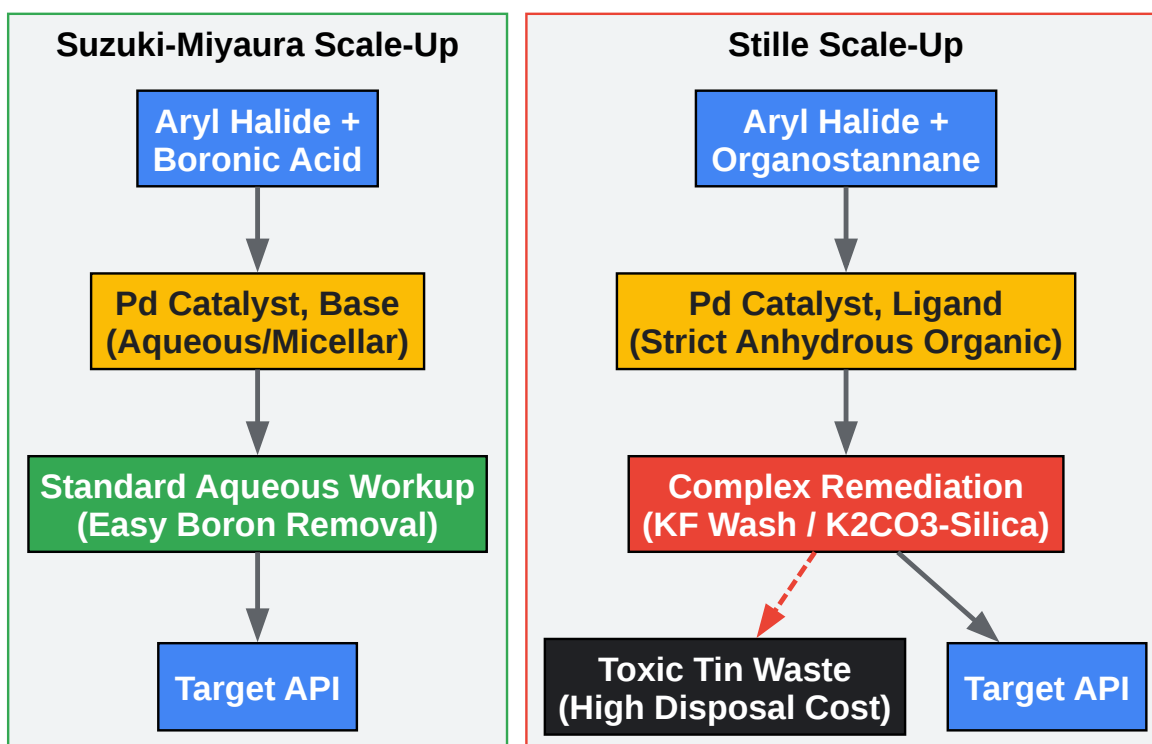 Suzuki-Miyaura Scale-Up
Aryl Halide +
Boronic Acid
Pd Catalyst, Base
(Aqueous/Micellar)
Standard Aqueous Workup
(Easy Boron Removal)
Target API
Stille Scale-Up
Aryl Halide +
Organostannane
Pd Catalyst, Ligand
(Strict Anhydrous Organic)
Complex Remediation
(KF Wash / K2CO3-Silica)
Toxic Tin Waste
(High Disposal Cost)
Target API